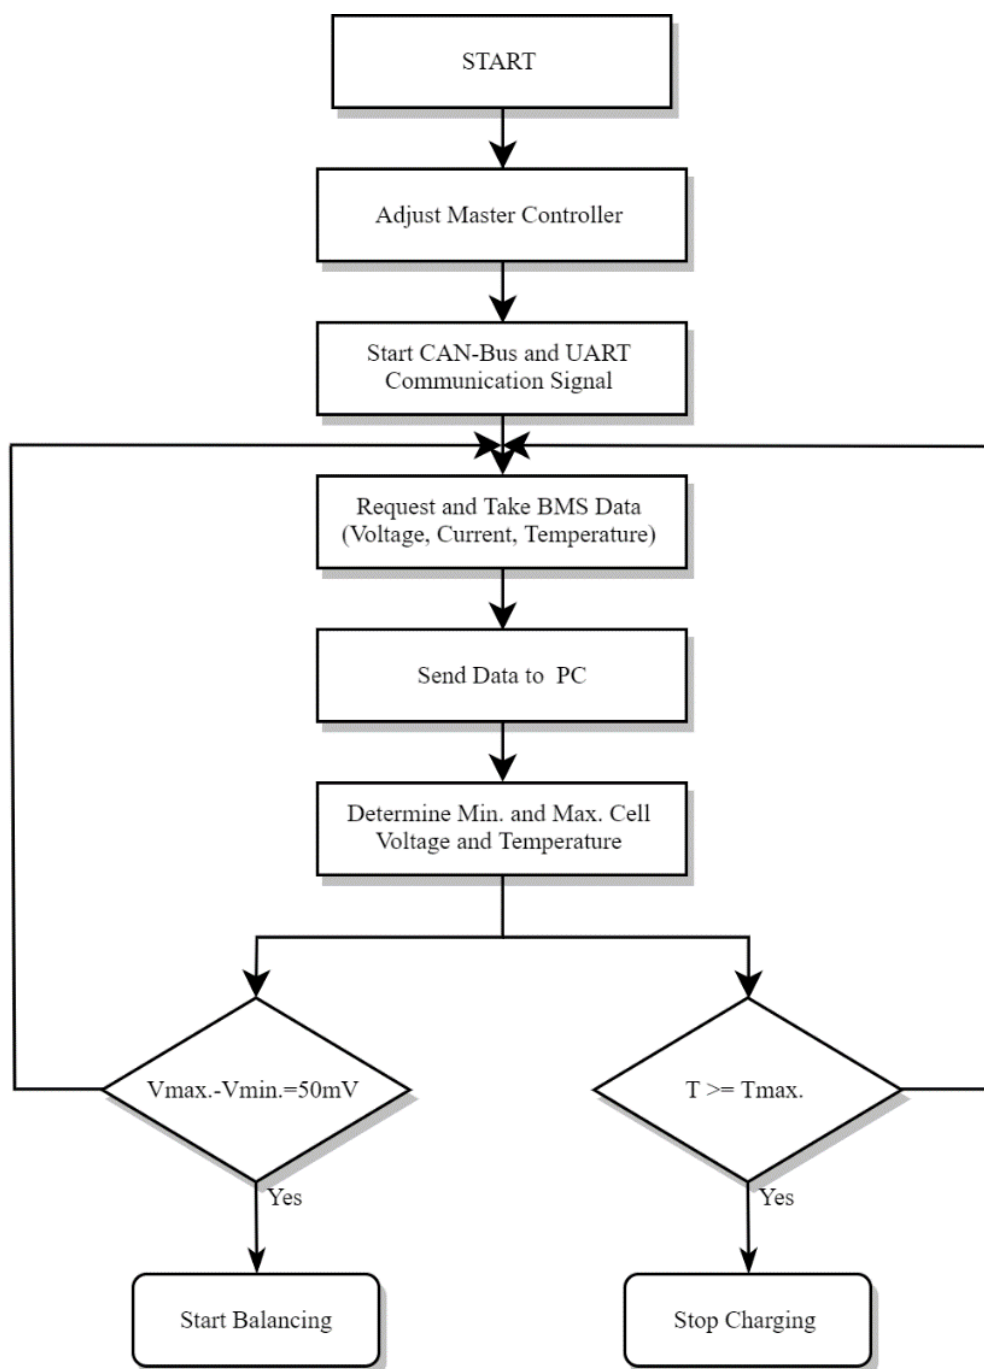 START
Adjust Master Controller
Start CAN-Bus and UART
Communication Signal
Request and Take BMS Data
(Voltage, Current, Temperature)
Send Data to  PC
Determine Min. and Max. Cell
Voltage and Temperature
Vmax.-Vmin.=50mV
T >= Tmax.
Yes
Yes
Start Balancing
Stop Charging